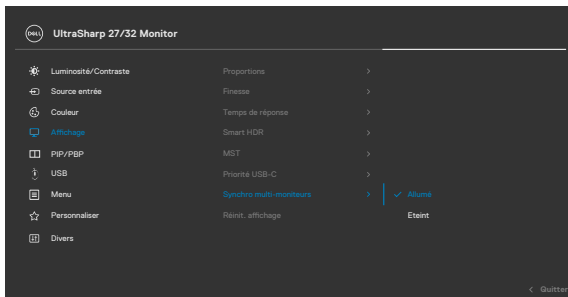 DELL UltraSharp 27/32 Monitor
Luminosité/Contraste Proportions
Source entrée Finesse
Couleur Temps de réponse
Affichage Smart HDR
PIP/PBP MST
USB Priorité USB-C
Menu Synchro multi-moniteurs Allumé
Personnaliser Réinit. affichage Eteint
Divers
Quitter